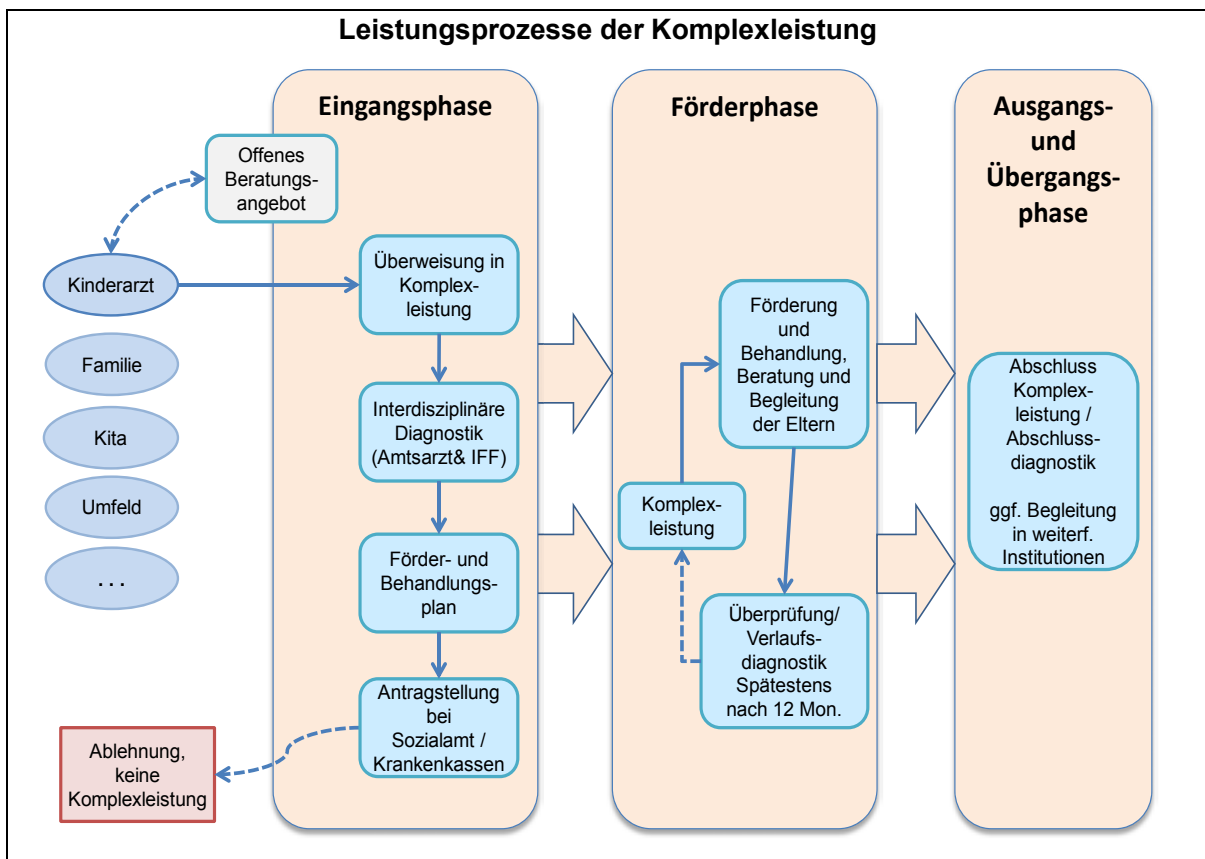 Leistungsprozesse der Komplexleistung
Eingangsphase
Förderphase
Ausgangs-
und
Übergangs-
phase
Offenes
Beratungs-
angebot
Kinderarzt
Familie
Kita
Umfeld
...
Überweisung in
Komplex-
leistung
Interdisziplinäre
Diagnostik
(Amtsarzt& IFF)
Förder- und
Behandlungs-
plan
Antragstellung
bei
Sozialamt /
Krankenkassen
Ablehnung,
keine
Komplexleistung
Förderung
und
Behandlung,
Beratung und
Begleitung
der Eltern
Komplex-
leistung
Überprüfung/
Verlaufs-
diagnostik
Spätestens
nach 12 Mon.
Abschluss
Komplex-
leistung /
Abschluss-
diagnostik
ggf. Begleitung
in weiterf.
Institutionen